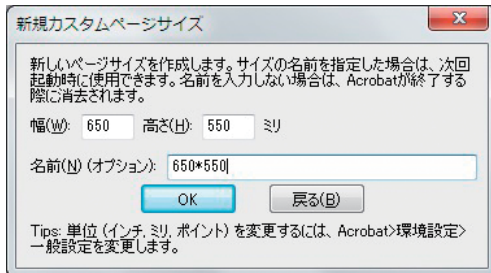 新規カスタムページサイズ
新しいページサイズを作成します。サイズの名前を指定した場合は、次回
起動時に使用できます。名前を入力しない場合は、Acrobatが終了する
際に消去されます。
幅(W): 650 高さ(H): 550 ミリ
名前(N) (オプション): 650*550
OK 戻る(B)
Tips: 単位 (インチ, ミリ, ポイント) を変更するには、Acrobat>環境設定>
一般設定を変更します。